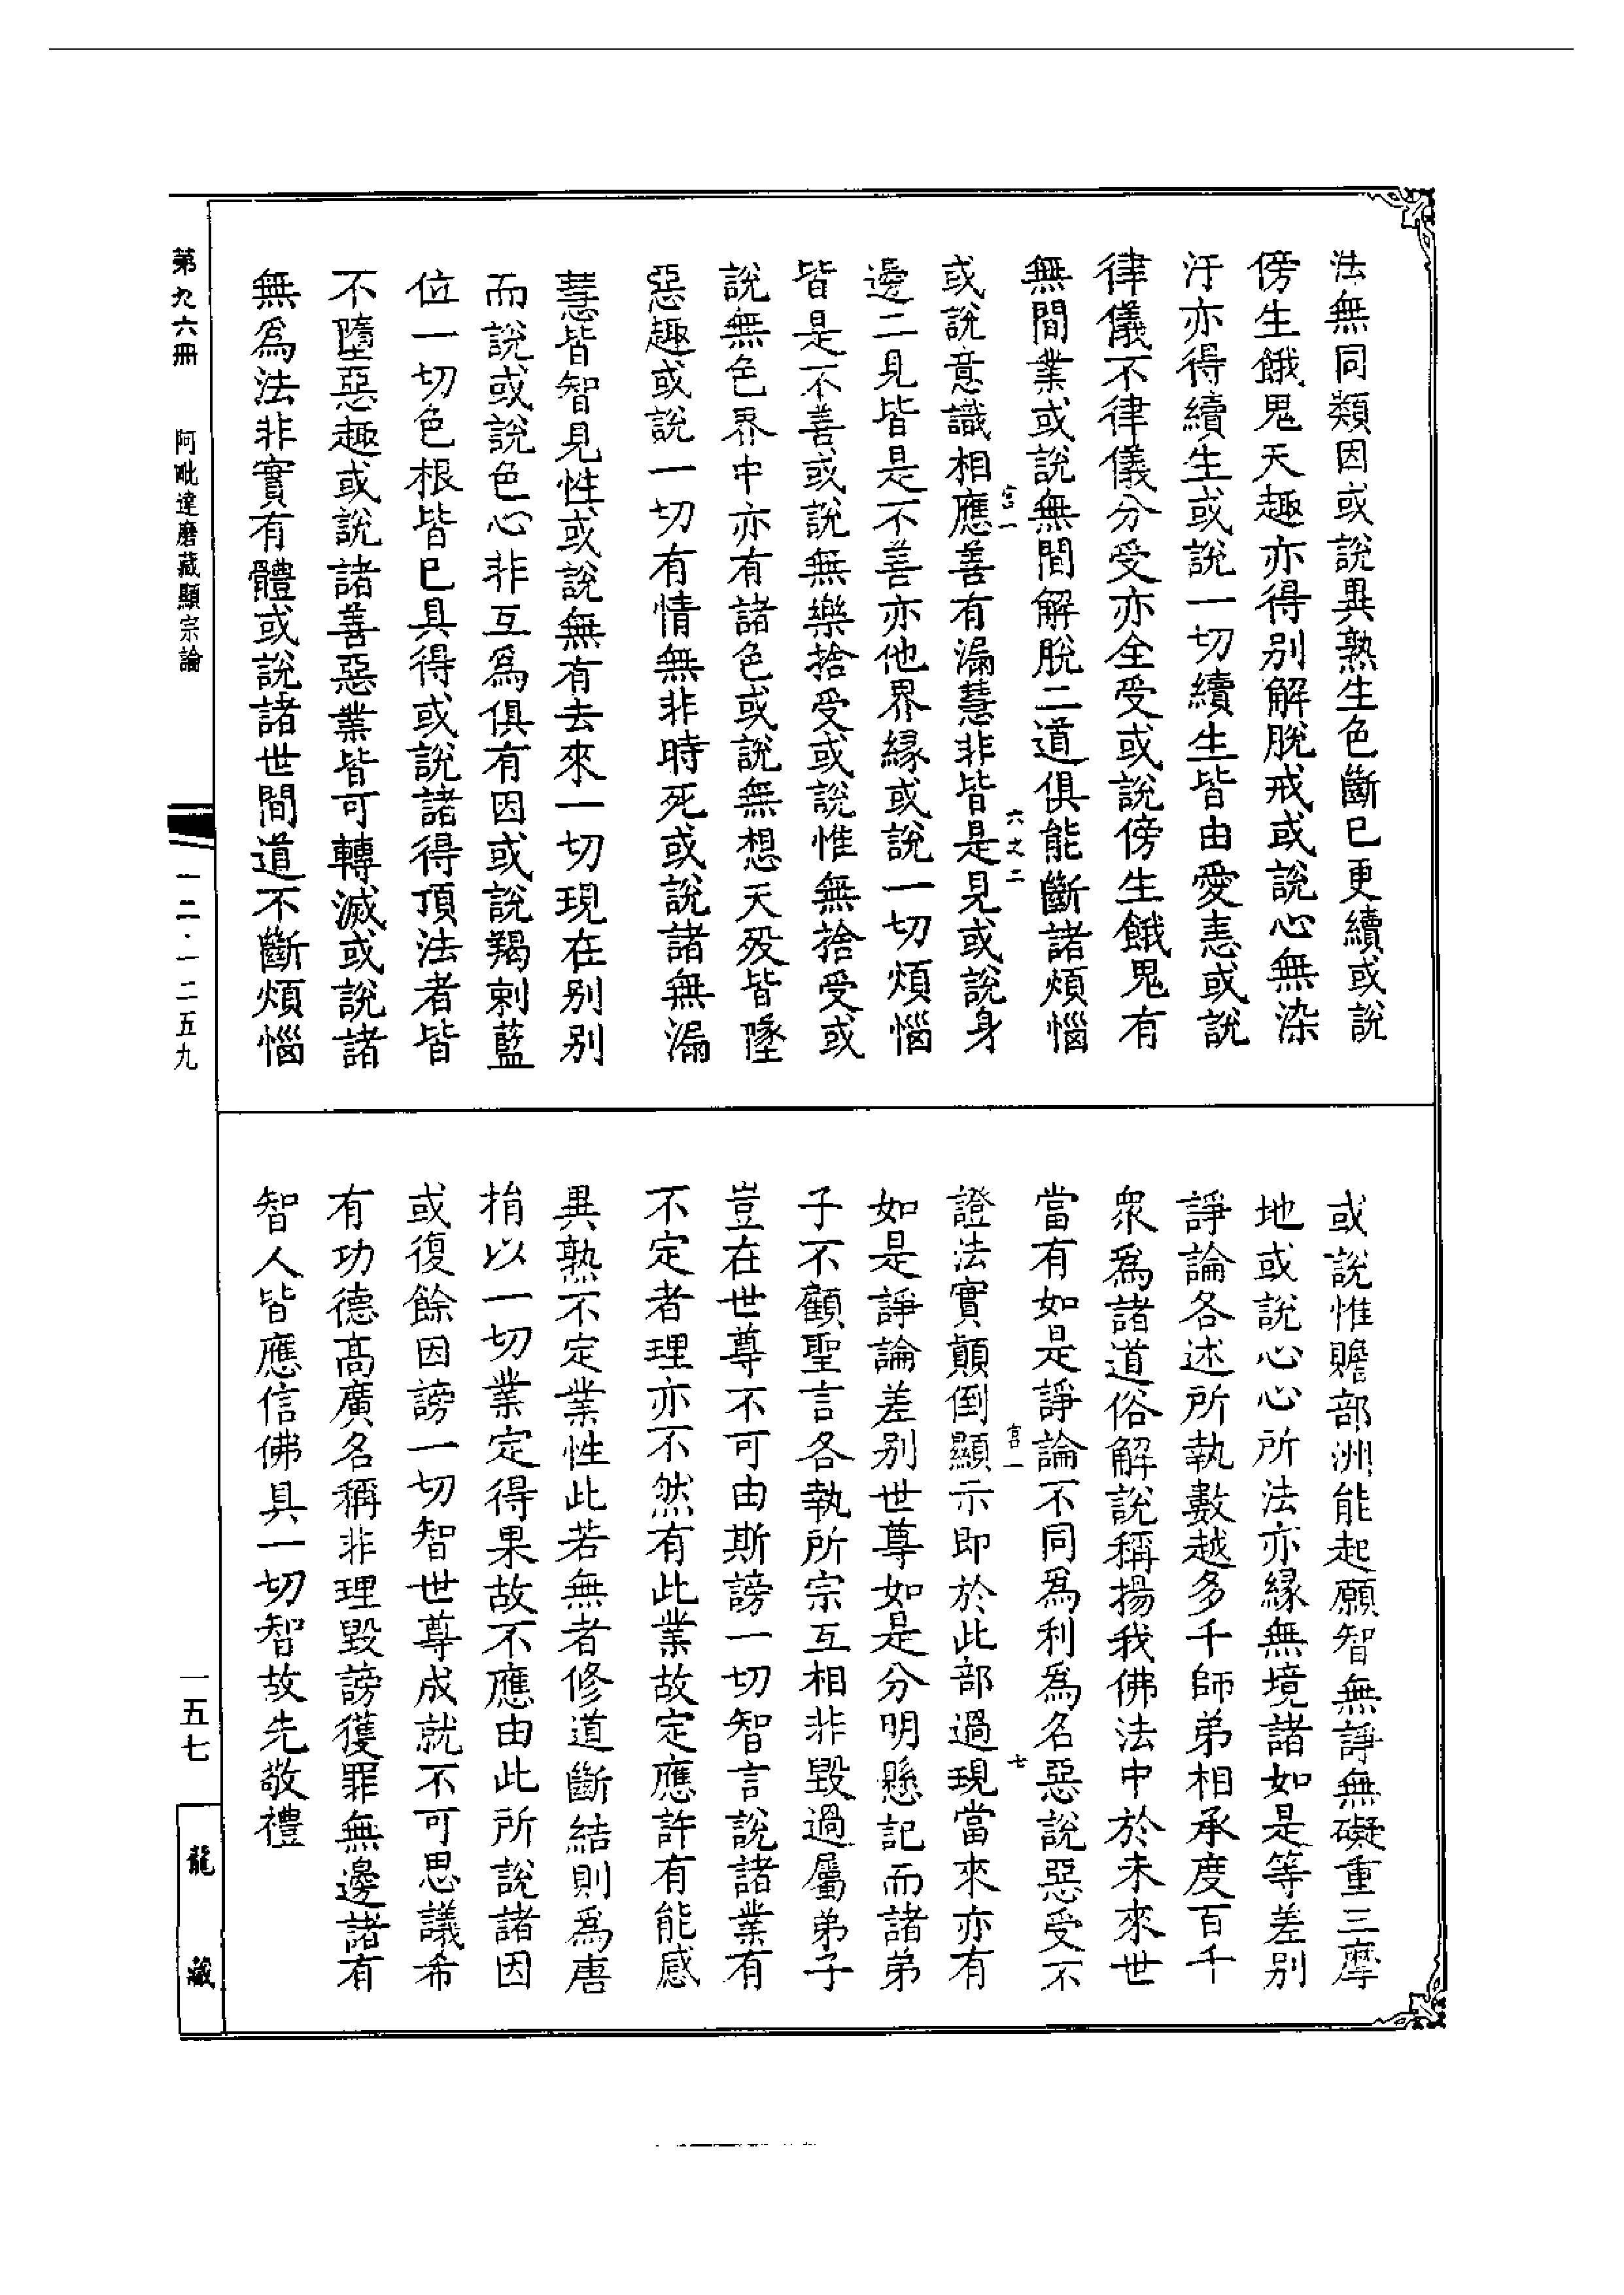 法無同類因或說異熟生色斷已更續或說
傍生餓鬼天趣亦得別解脫戒或說心無染
汙亦得續生或說一切續生皆由愛恚或說
律儀不律儀分受亦全受或說傍生餓鬼有
無間業或說無間解脫二道俱能斷諸煩惱
宮一
六之二
或說意識相應善有漏慧非皆是見或說身
邊二見皆是不善亦他界緣或說一切煩惱
皆是不善或說無樂捨受或說惟無捨受或
說無色界中亦有諸色或說無想天歿皆墜
惡趣或說一切有情無非時死或說諸無漏
慧皆智見性或說無有去來一切現在別別
而說或說色心非互為俱有因或說羯剌藍
位一切色根皆已具得或說諸得頂法者皆
不墮惡趣或說諸善惡業皆可轉滅或說諸
無為法非實有體或說諸世間道不斷煩惱
或說惟贍部洲能起願智無諍無礙重三摩
地或說心心所法亦緣無境諸如是等差別
諍論各述所執數越多千師弟相承度百千
眾為諸道俗解說稱揚我佛法中於未來世
當有如是諍論不同為利為名惡說惡受不
宮一
七
證法實顛倒顯示即於此部過現當來亦有
如是諍論差別世尊如是分明懸記而諸弟
子不顧聖言各執所宗互相非毀過屬弟子
豈在世尊不可由斯謗一切智言說諸業有
不定者理亦不然有此業故定應許有能感
異熟不定業性此若無者修道斷結則為唐
捐以一切業定得果故不應由此所說諸因
或復餘因謗一切智世尊成就不可思議希
有功德高廣名稱非理毀謗獲罪無邊諸有
智人皆應信佛具一切智故先敬禮
第九六冊
阿毗達磨藏顯宗論
一二·一二五九
一五七
龍藏